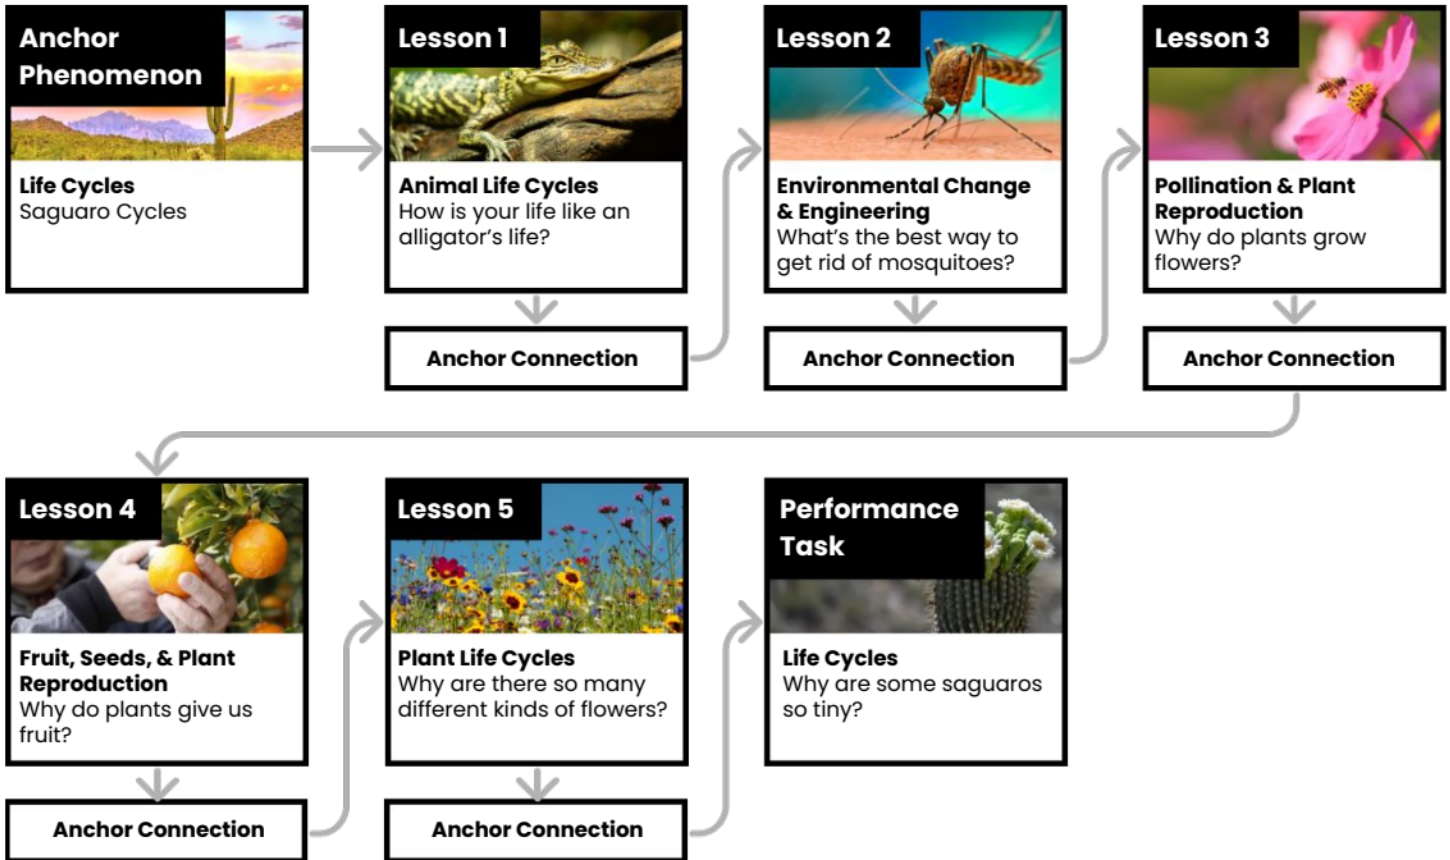 Anchor
Phenomenon
Life Cycles
Saguaro Cycles
Lesson 1
Animal Life Cycles
How is your life like an
alligator's life?
Anchor Connection
Lesson 2
Environmental Change
& Engineering
What's the best way to
get rid of mosquitoes?
Anchor Connection
Lesson 3
Pollination & Plant
Reproduction
Why do plants grow
flowers?
Anchor Connection
Lesson 4
Fruit, Seeds, & Plant
Reproduction
Why do plants give us
fruit?
Anchor Connection
Lesson 5
Plant Life Cycles
Why are there so many
different kinds of flowers?
Anchor Connection
Performance
Task
Life Cycles
Why are some saguaros
so tiny?